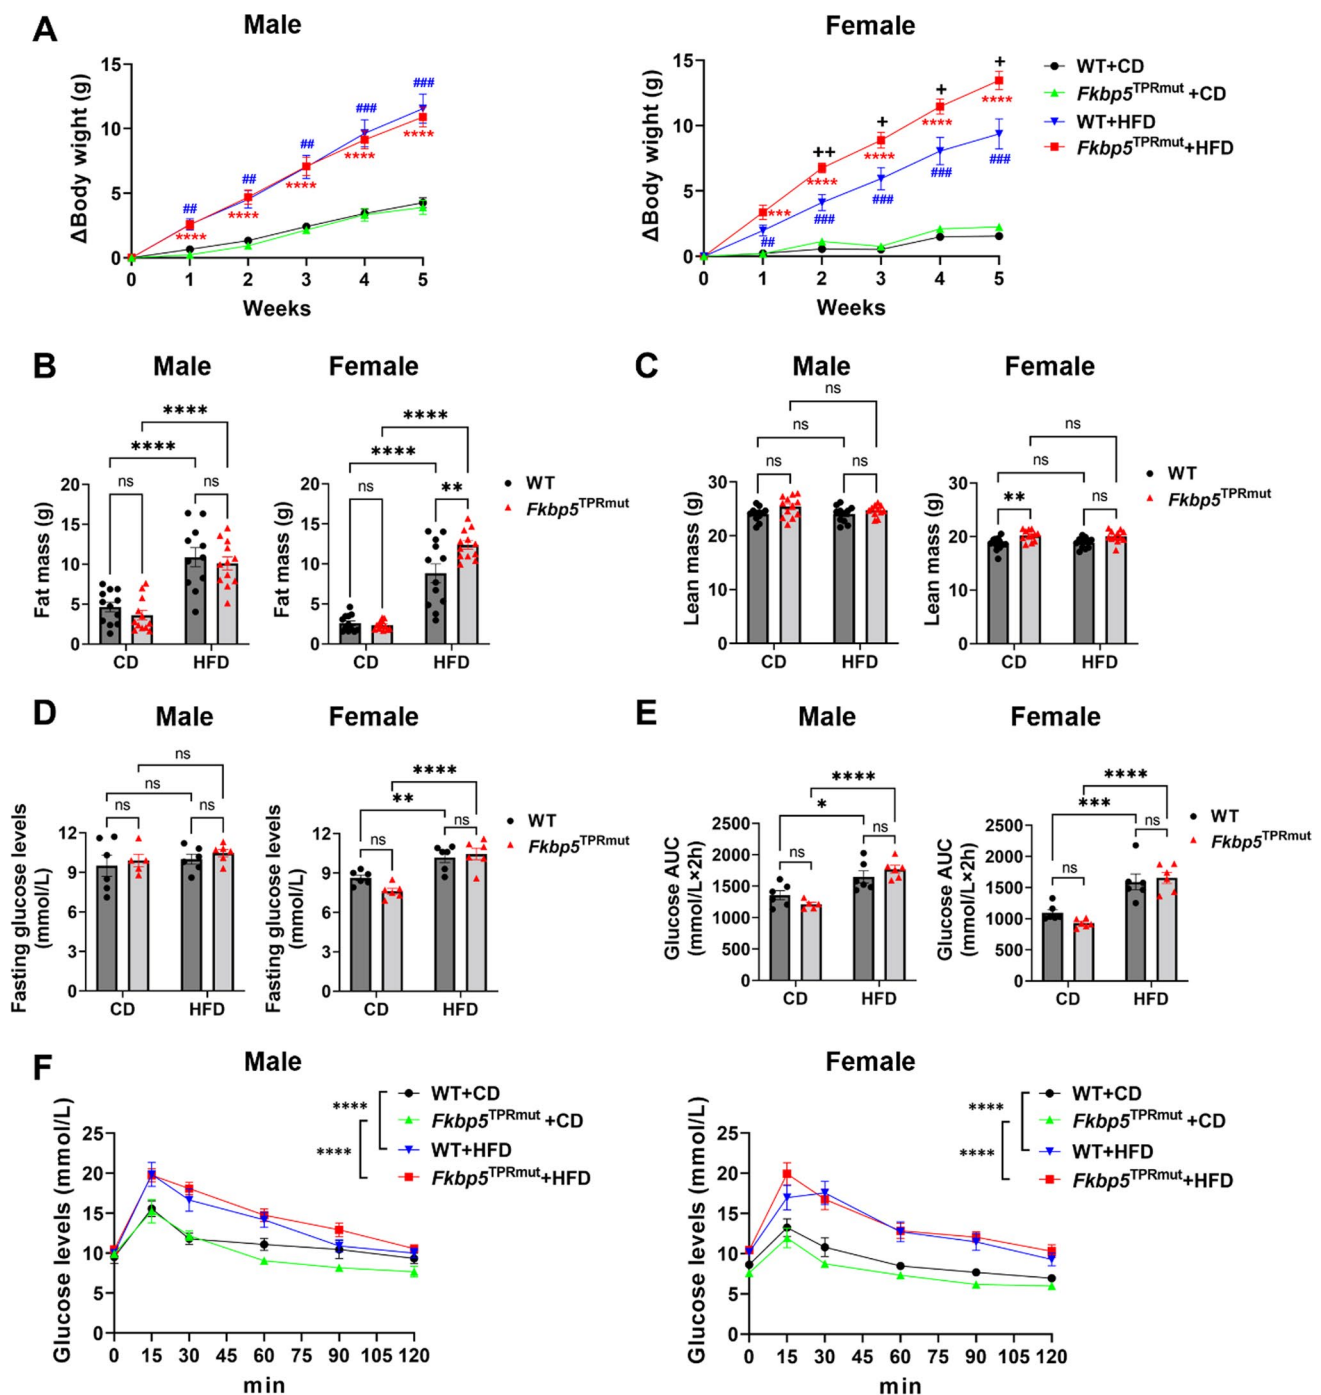 A
Male
Female
ΔBody wight (g)
15
10
5
0
##
##
##
###
###
****
****
****
****
****
0 1 2 3 4 5
Weeks
ΔBody wight (g)
15
10
5
0
++
+
+
+
****
****
****
****
****
##
###
###
###
###
0 1 2 3 4 5
Weeks
WT+CD
Fkbp5TPRmut +CD
WT+HFD
Fkbp5TPRmut+HFD
B
Male
Female
Fat mass (g)
20
15
10
5
0
****
****
ns
ns
CD HFD
Fat mass (g)
20
15
10
5
0
****
****
ns
**
CD HFD
WT
Fkbp5TPRmut
C
Male
Female
Lean mass (g)
30
20
10
0
ns
ns
ns
ns
CD HFD
Lean mass (g)
30
20
10
0
ns
ns
**
ns
CD HFD
WT
Fkbp5TPRmut
D
Male
Female
Fasting glucose levels
(mmol/L)
12
9
6
3
0
ns
ns
ns
ns
CD HFD
Fasting glucose levels
(mmol/L)
12
9
6
3
0
****
**
ns
ns
CD HFD
WT
Fkbp5TPRmut
E
Male
Female
Glucose AUC
(mmol/L×2h)
2500
2000
1500
1000
500
0
****
*
ns
ns
CD HFD
Glucose AUC
(mmol/L×2h)
2500
2000
1500
1000
500
0
****
***
ns
ns
CD HFD
WT
Fkbp5TPRmut
F
Male
Female
Glucose levels (mmol/L)
25
20
15
10
5
0
0 15 30 45 60 75 90 105 120
min
****
****
WT+CD
Fkbp5TPRmut +CD
WT+HFD
Fkbp5TPRmut+HFD
Glucose levels (mmol/L)
25
20
15
10
5
0
0 15 30 45 60 75 90 105 120
min
****
****
WT+CD
Fkbp5TPRmut +CD
WT+HFD
Fkbp5TPRmut+HFD